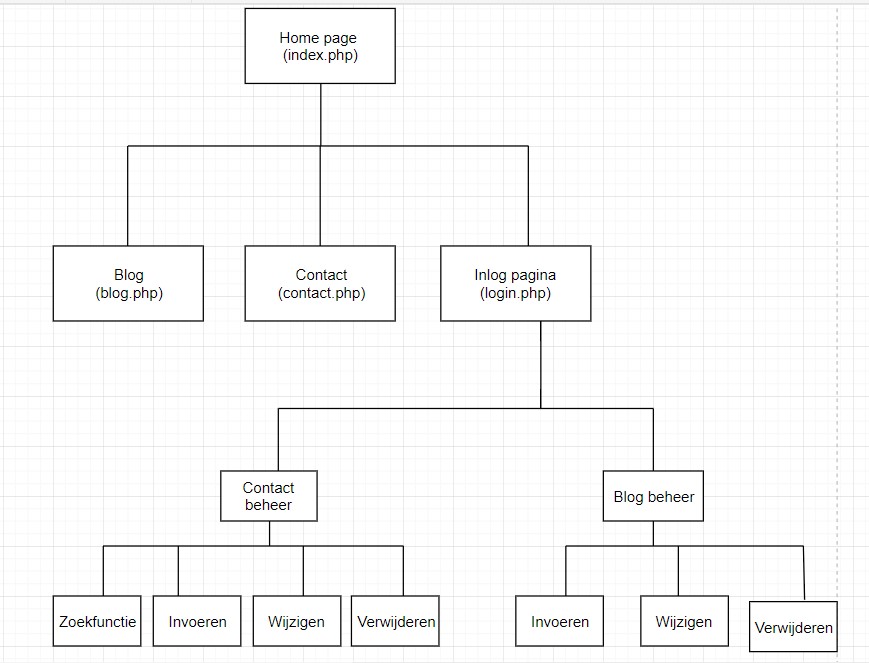 Home page
(index.php)
Blog
(blog.php)
Contact
(contact.php)
Inlog pagina
(login.php)
Contact
beheer
Blog beheer
Zoekfunctie
Invoeren
Wijzigen
Verwijderen
Invoeren
Wijzigen
Verwijderen